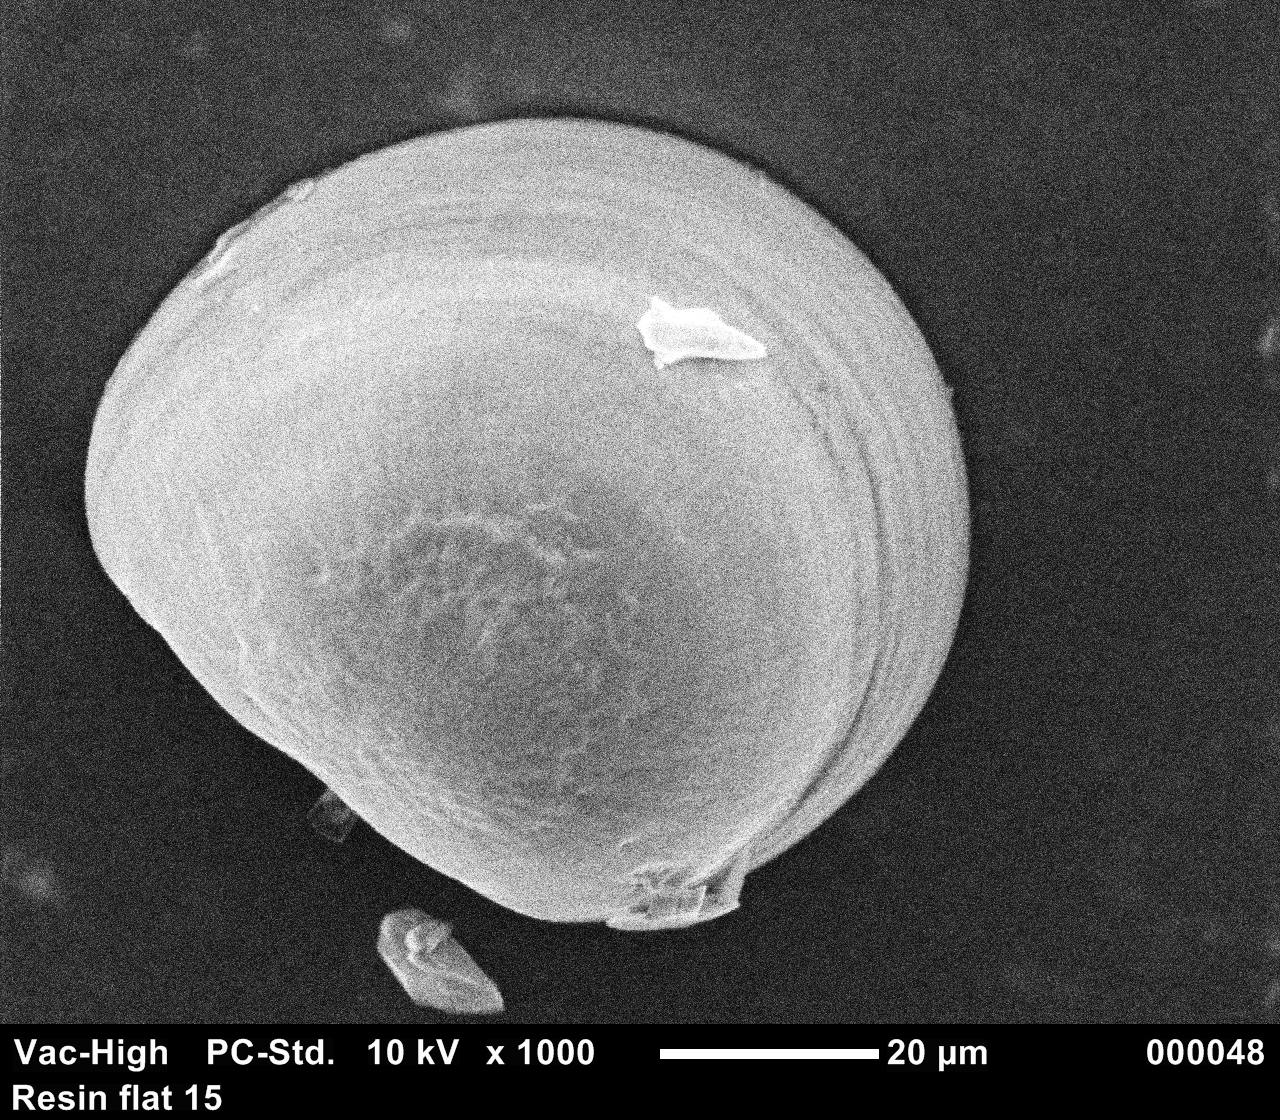 Vac-High PC-Std. 10 kV x 1000 20 µm 000048
Resin flat 15